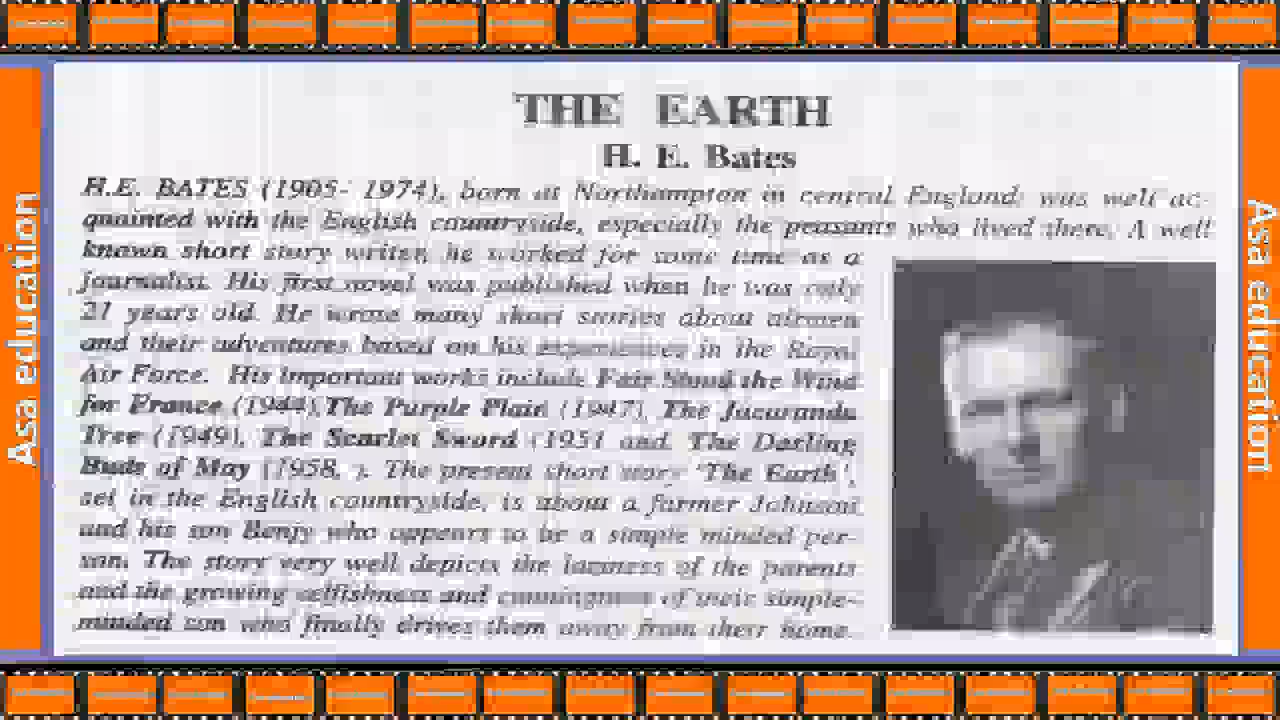 THE EARTH
H. E. Bates
H.E. BATES (1905- 1974), born at Northampton in central England was well ac-
quainted with the English countryside, especially the peasants who lived there. A well
known short story writer, he worked for some time as a
journalist. His first novel was published when he was only
21 years old. He wrote many short stories about airmen
and their adventures based on his experiences in the Royal
Air Force. His important works include Fair Stood the Wind
for France (1944), The Purple Plain (1947), The Jacaranda
Tree (1949), The Scarlet Sword (1951 and The Darling
Buds of May (1958, ). The present short story 'The Earth',
set in the English countryside, is about a farmer Johnson
and his son Benjy who appears to be a simple minded per-
son. The story very well depicts the laziness of the parents
and the growing selfishness and cunningness of their simple-
minded son who finally drives them away from their home.
Asa education
Asa education